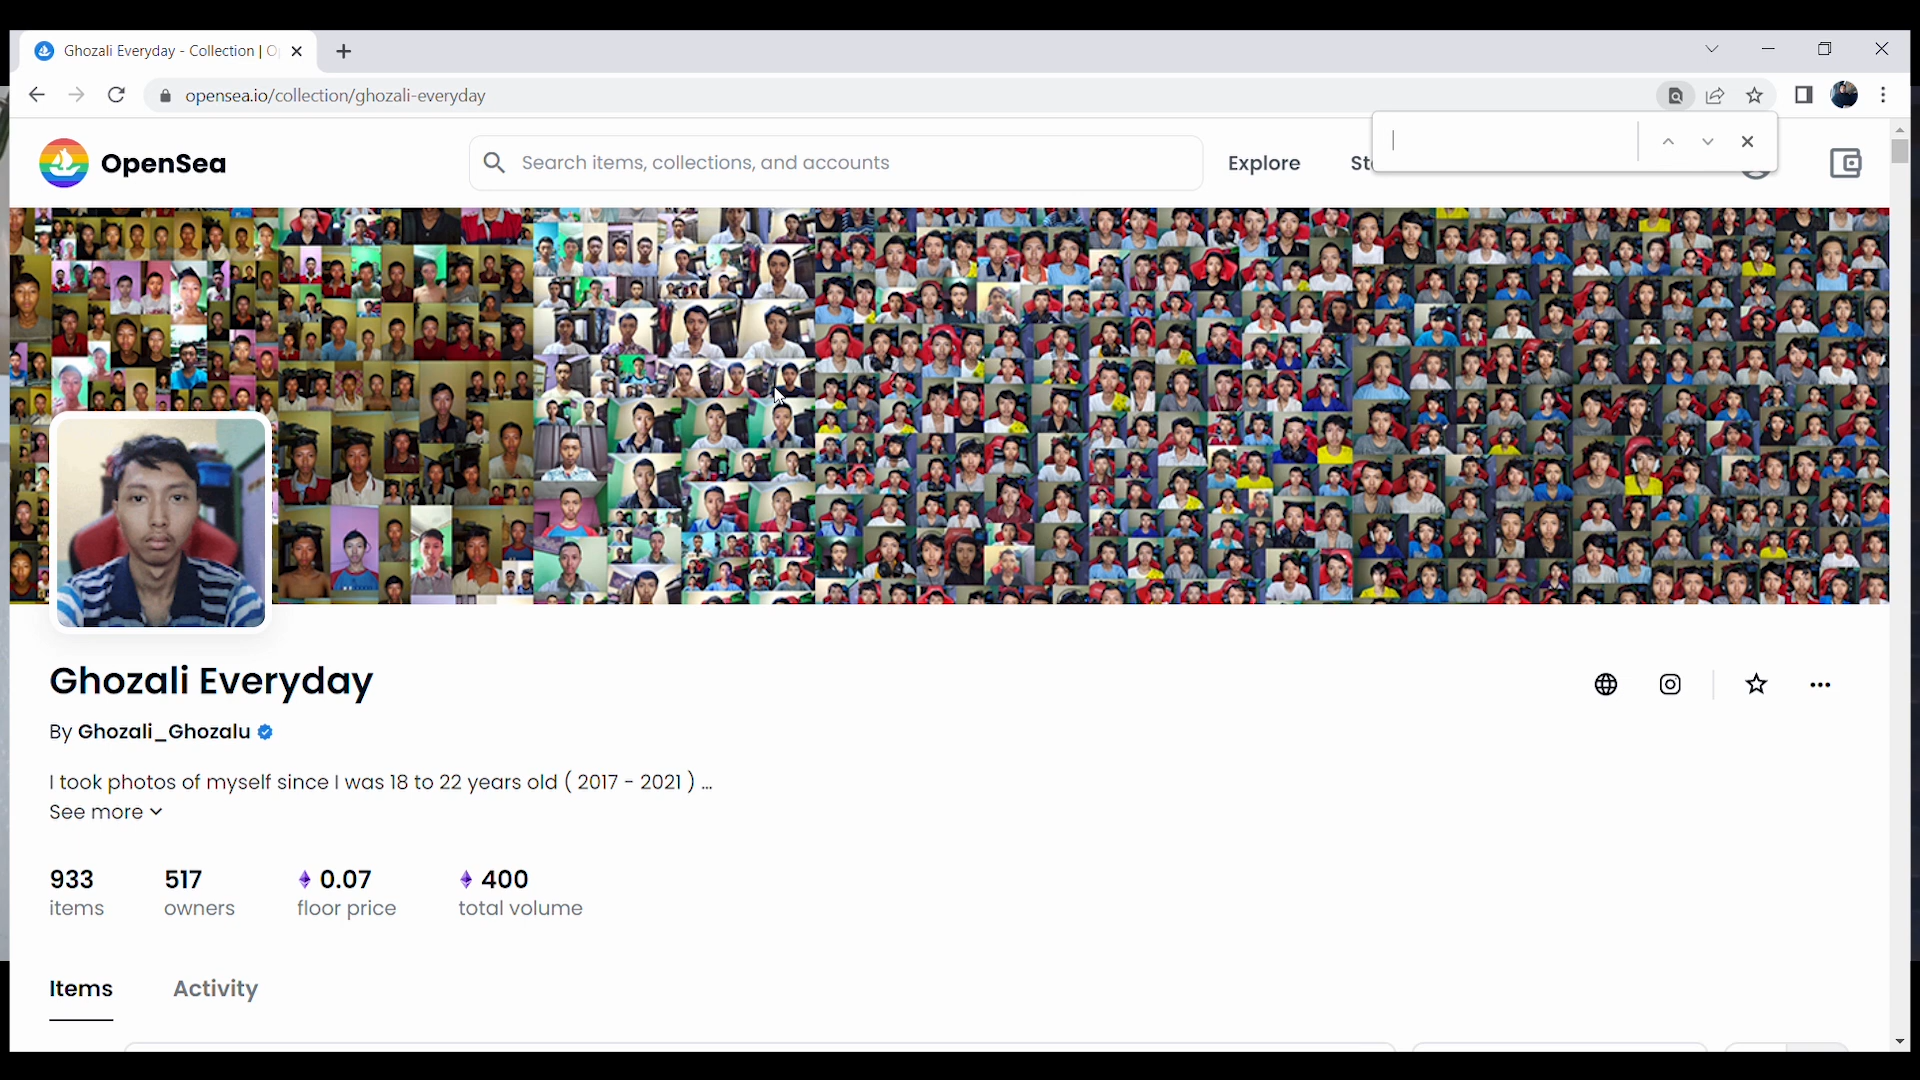 Ghozali Everyday - Collection | O
opensea.io/collection/ghozali-everyday
OpenSea
Search items, collections, and accounts
Explore
Ghozali Everyday
By Ghozali_Ghozalu
I took photos of myself since I was 18 to 22 years old ( 2017 - 2021 ) ...
See more
933 517 0.07 400
items owners floor price total volume
Items Activity